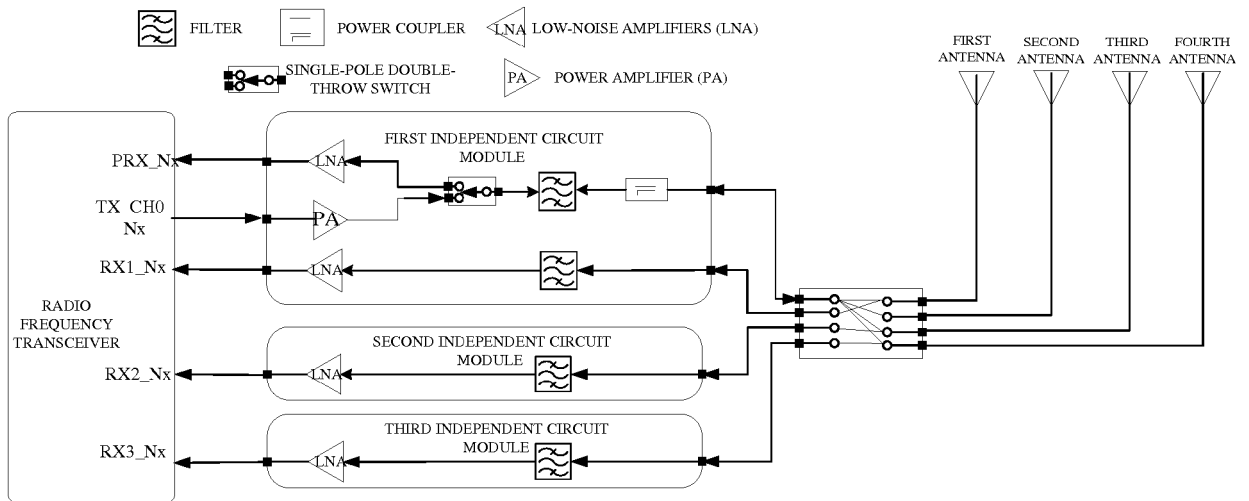 FILTER
POWER COUPLER
LNA
LOW-NOISE AMPLIFIERS (LNA)
SINGLE-POLE DOUBLE-
THROW SWITCH
PA
POWER AMPLIFIER (PA)
FIRST
ANTENNA
SECOND
ANTENNA
THIRD
ANTENNA
FOURTH
ANTENNA
PRX_Nx
TX_CH0_
Nx
RX1_Nx
RADIO
FREQUENCY
TRANSCEIVER
RX2_Nx
RX3_Nx
FIRST INDEPENDENT CIRCUIT
MODULE
LNA
PA
LNA
SECOND INDEPENDENT CIRCUIT
MODULE
LNA
THIRD INDEPENDENT CIRCUIT
MODULE
LNA